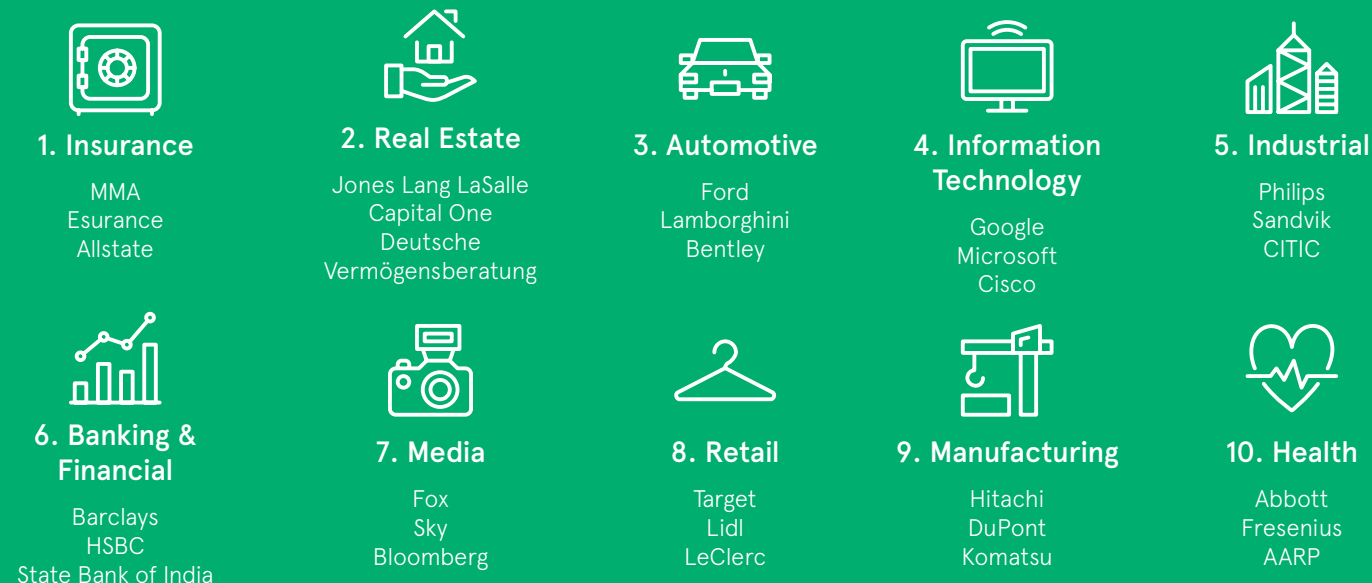 1. Insurance
MMA
Esurance
Allstate
2. Real Estate
Jones Lang LaSalle
Capital One
Deutsche
Vermögensberatung
3. Automotive
Ford
Lamborghini
Bentley
4. Information
Technology
Google
Microsoft
Cisco
5. Industrial
Philips
Sandvik
CITIC
6. Banking &
Financial
Barclays
HSBC
State Bank of India
7. Media
Fox
Sky
Bloomberg
8. Retail
Target
Lidl
LeClerc
9. Manufacturing
Hitachi
DuPont
Komatsu
10. Health
Abbott
Fresenius
AARP